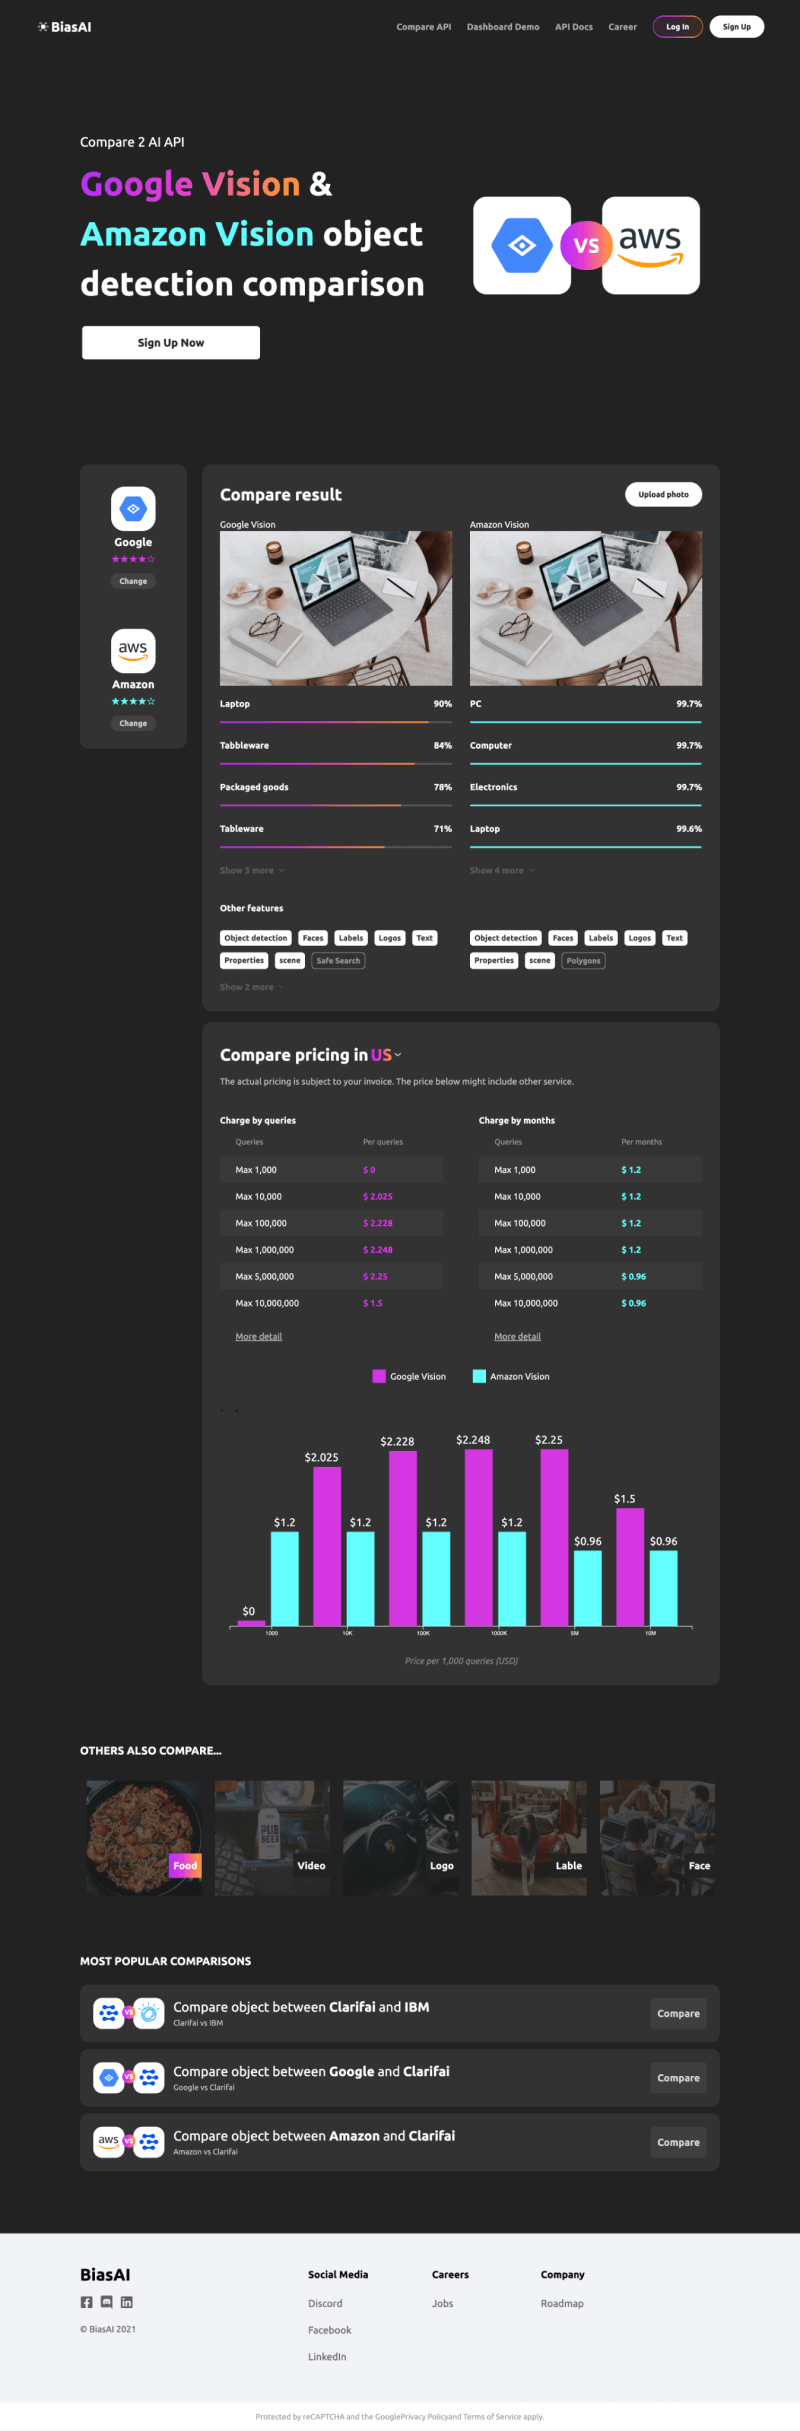 BiasAI
Compare API
Dashboard Demo
API Docs
Career
Log In
Sign Up
Compare 2 AI API
Google Vision &
Amazon Vision object
detection comparison
VS
aws
Sign Up Now
Google
★★★★☆
Change
aws
Amazon
★★★★☆
Change
Compare result
Upload photo
Google Vision
Amazon Vision
Laptop 90%
Tabbleware 84%
Packaged goods 78%
Tableware 71%
Show 3 more
PC 99.7%
Computer 99.7%
Electronics 99.7%
Laptop 99.6%
Show 4 more
Other features
Object detection Faces Labels Logos Text
Properties scene Safe Search
Show 2 more
Object detection Faces Labels Logos Text
Properties scene Polygons
Compare pricing in US
The actual pricing is subject to your invoice. The price below might include other service.
Charge by queries
Queries Per queries
Max 1,000 $ 0
Max 10,000 $ 2.025
Max 100,000 $ 2.228
Max 1,000,000 $ 2.248
Max 5,000,000 $ 2.25
Max 10,000,000 $ 1.5
More detail
Charge by months
Queries Per months
Max 1,000 $ 1.2
Max 10,000 $ 1.2
Max 100,000 $ 1.2
Max 1,000,000 $ 1.2
Max 5,000,000 $ 0.96
Max 10,000,000 $ 0.96
More detail
Google Vision
Amazon Vision
$0 $1.2 $2.025 $1.2 $2.228 $1.2 $2.248 $1.2 $2.25 $0.96 $1.5 $0.96
1000 10K 100K 1000K 5M 10M
Price per 1,000 queries (USD)
OTHERS ALSO COMPARE...
Food
PUB
BEER
Video
Logo
Lable
Face
MOST POPULAR COMPARISONS
VS
Compare object between Clarifai and IBM
Clarifai vs IBM
Compare
VS
Compare object between Google and Clarifai
Google vs Clarifai
Compare
aws
VS
Compare object between Amazon and Clarifai
Amazon vs Clarifai
Compare
BiasAI
© BiasAI 2021
Social Media
Discord
Facebook
LinkedIn
Careers
Jobs
Company
Roadmap
Protected by reCAPTCHA and the GooglePrivacy Policyand Terms of Service apply.